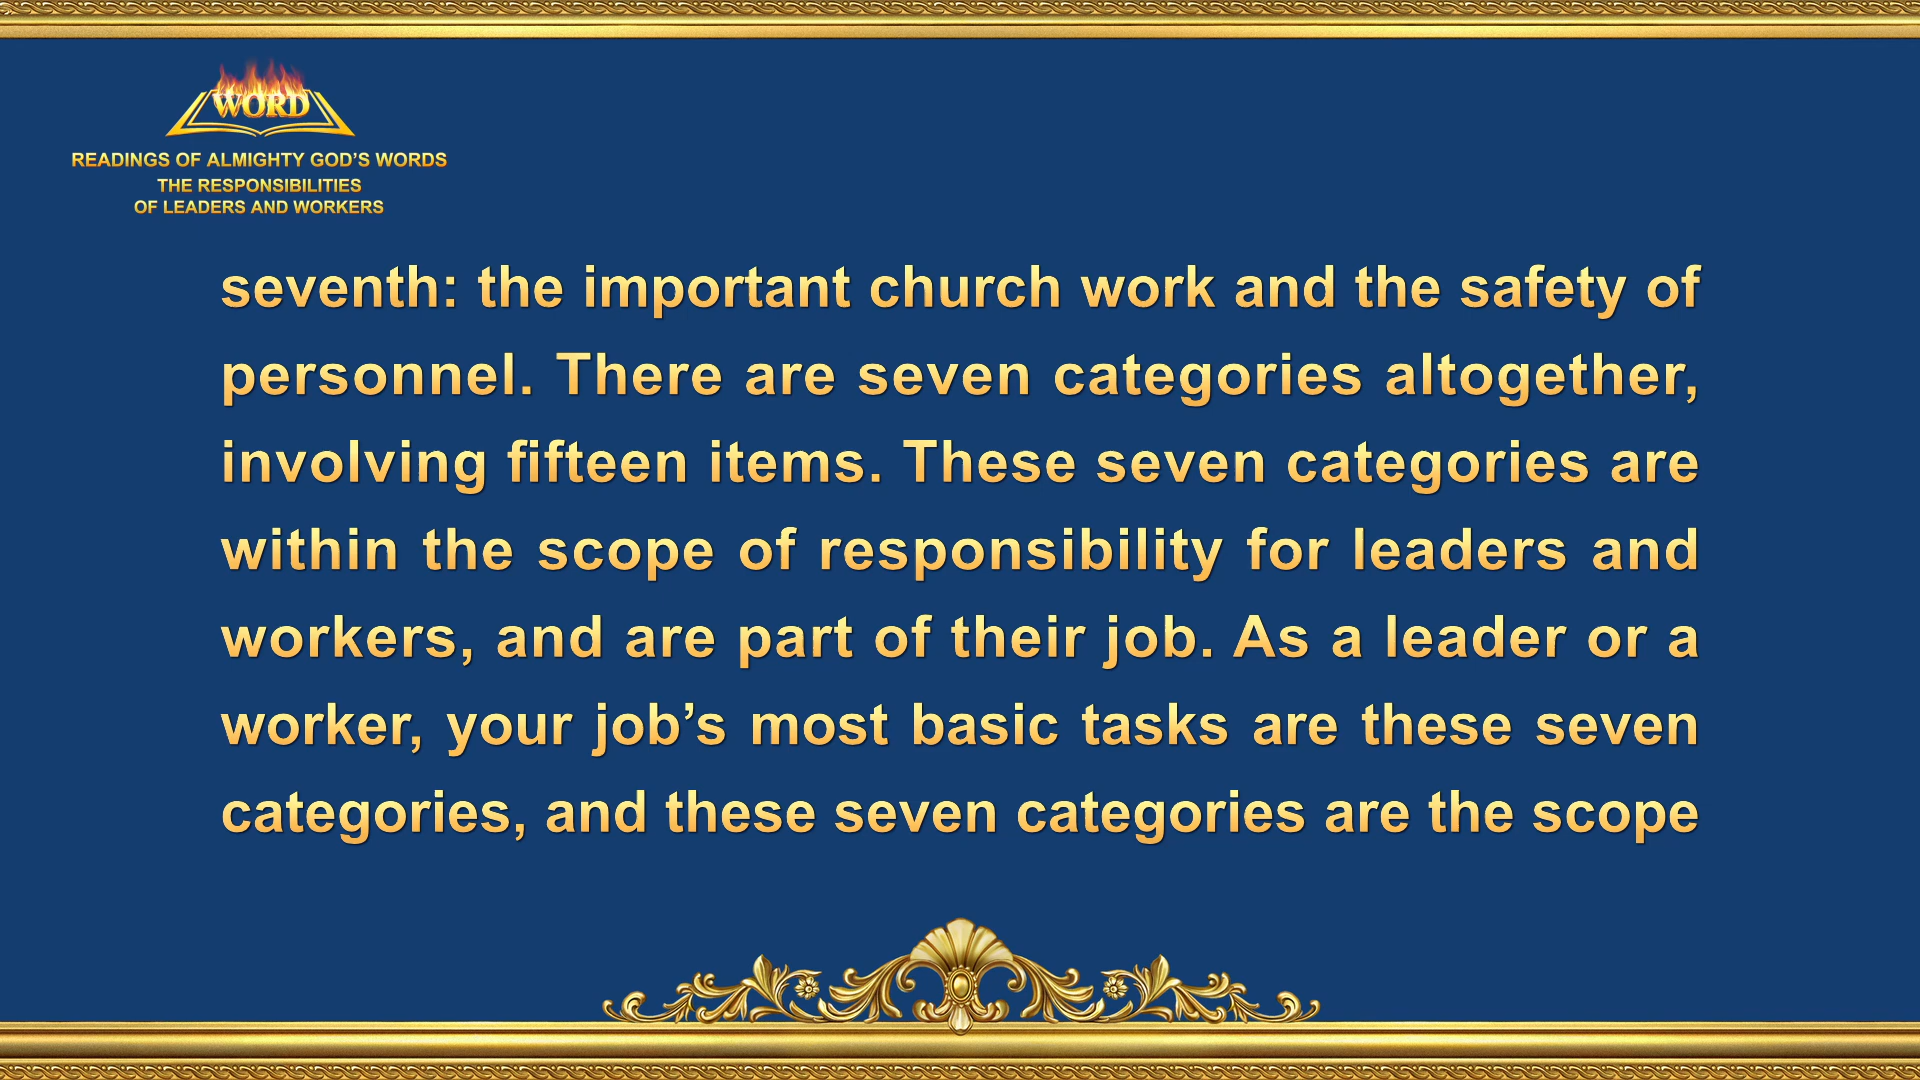 WORD
READINGS OF ALMIGHTY GOD’S WORDS
THE RESPONSIBILITIES
OF LEADERS AND WORKERS
seventh: the important church work and the safety of
personnel. There are seven categories altogether,
involving fifteen items. These seven categories are
within the scope of responsibility for leaders and
workers, and are part of their job. As a leader or a
worker, your job’s most basic tasks are these seven
categories, and these seven categories are the scope